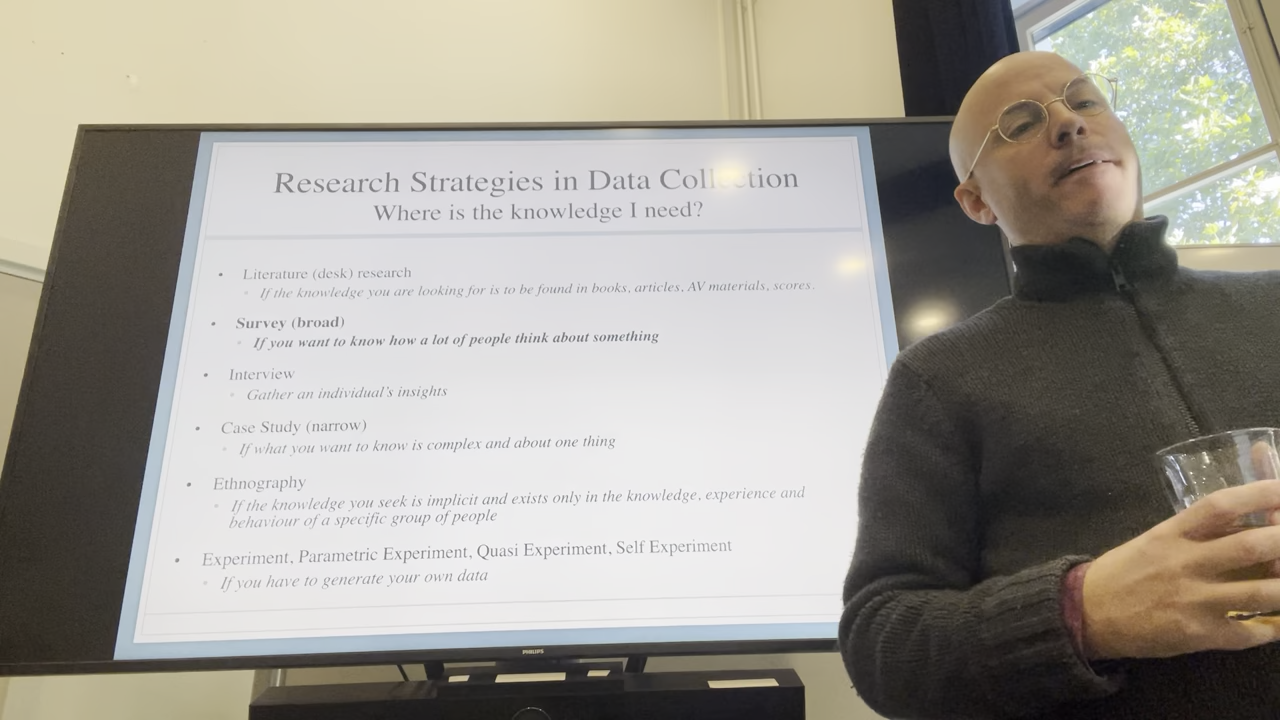 Research Strategies in Data Collection
Where is the knowledge I need?
• Literature (desk) research
◦ If the knowledge you are looking for is to be found in books, articles, AV materials, scores.
• Survey (broad)
◦ If you want to know how a lot of people think about something
• Interview
◦ Gather an individual's insights
• Case Study (narrow)
◦ If what you want to know is complex and about one thing
• Ethnography
◦ If the knowledge you seek is implicit and exists only in the knowledge, experience and
behaviour of a specific group of people
• Experiment, Parametric Experiment, Quasi Experiment, Self Experiment
◦ If you have to generate your own data
PHILIPS